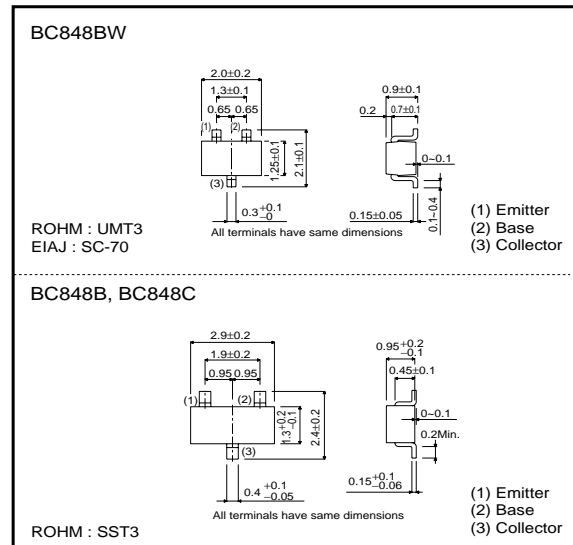 BC848BW
2.0±0.2
1.3±0.1
0.65 0.65
(1) (2)
(3)
1.25±0.1
2.1±0.1
0.3 +0.1 −0
All terminals have same dimensions
0.9±0.1
0.2 0.7±0.1
0~0.1
0.1~0.4
0.15±0.05
ROHM : UMT3
EIAJ : SC-70
(1) Emitter
(2) Base
(3) Collector
BC848B, BC848C
2.9±0.2
1.9±0.2
0.95 0.95
(1) (2)
(3)
1.3 +0.2 −0.1
2.4±0.2
0.4 +0.1 −0.05
All terminals have same dimensions
0.95 +0.2 −0.1
0.45±0.1
0~0.1
0.2Min.
0.15 +0.1 −0.06
ROHM : SST3
(1) Emitter
(2) Base
(3) Collector